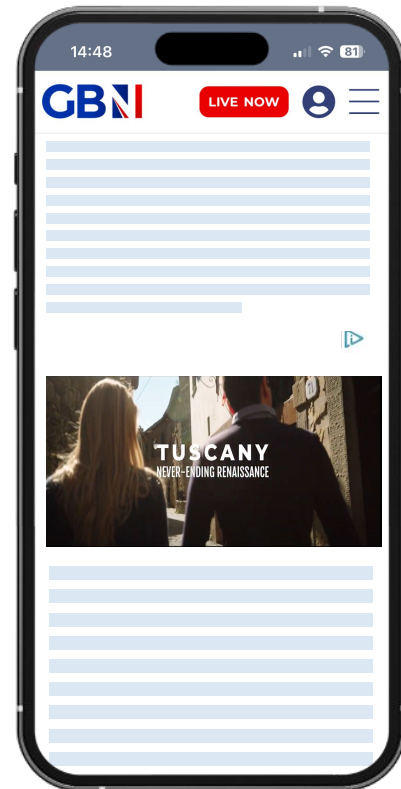 14:48
81
GBN
LIVE NOW
TUSCANY
NEVER-ENDING RENAISSANCE